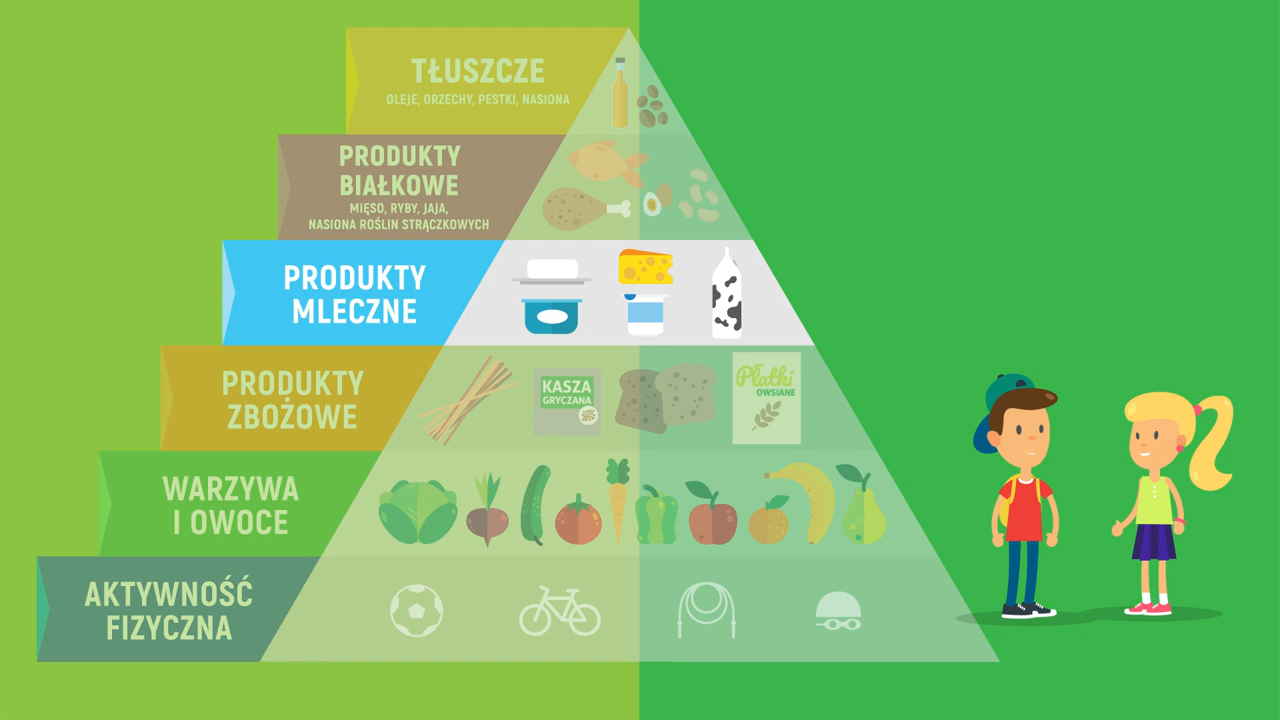 TŁUSZCZE
OLEJE, ORZECHY, PESTKI, NASIONA
PRODUKTY
BIAŁKOWE
MIĘSO, RYBY, JAJA,
NASIONA ROŚLIN STRĄCZKOWYCH
PRODUKTY
MLECZNE
PRODUKTY
ZBOŻOWE
KASZA
GRYCZANA
Płatki
OWSIANE
WARZYWA
I OWOCE
AKTYWNOŚĆ
FIZYCZNA